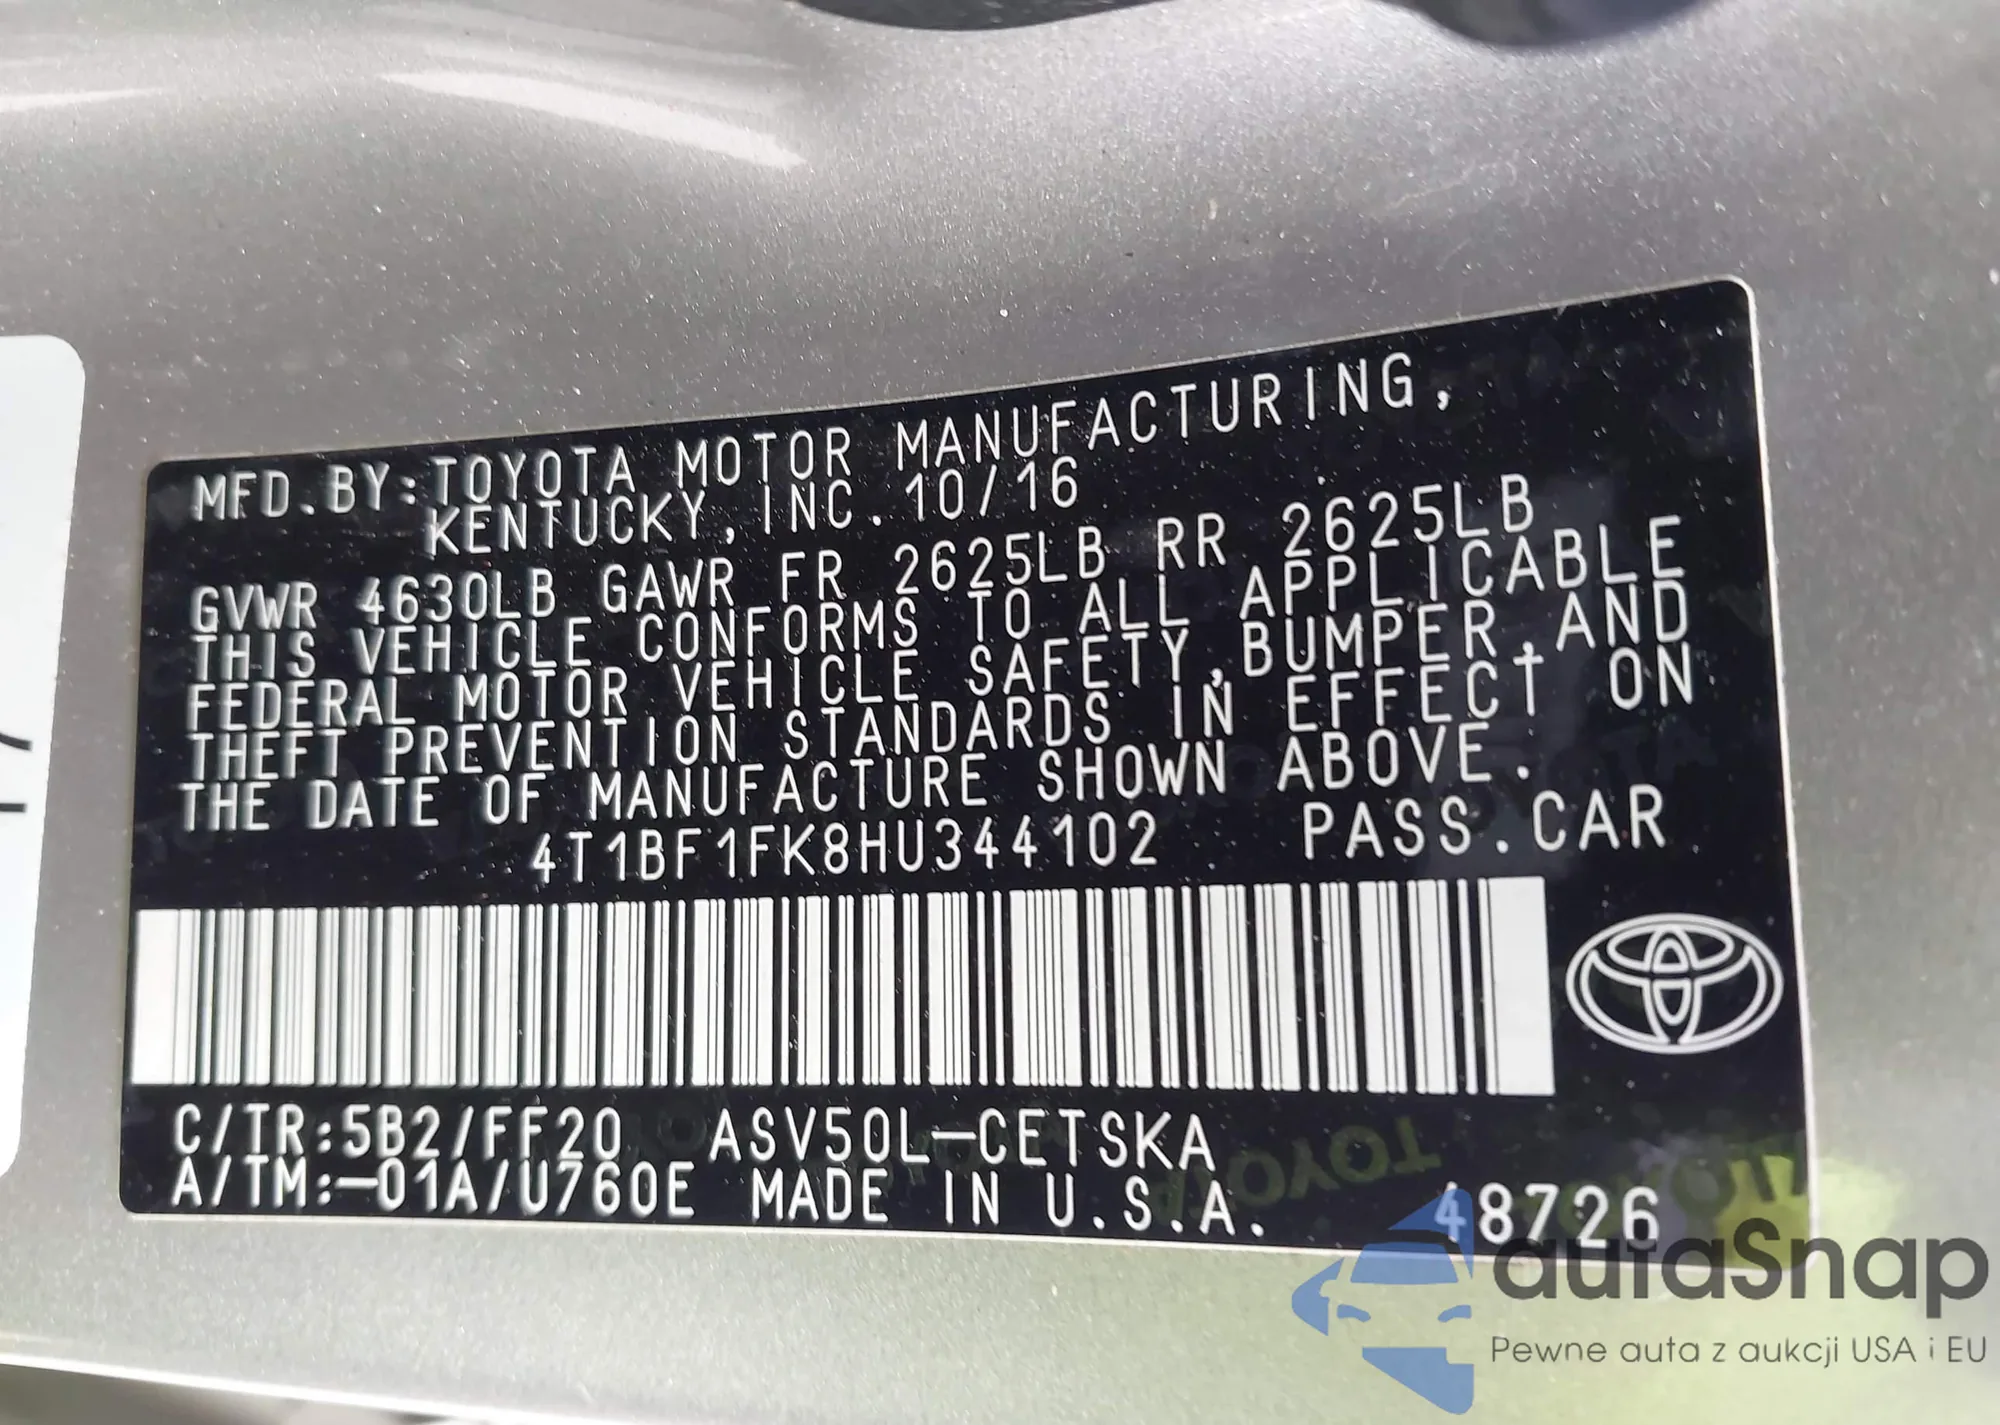 MFD.BY:TOYOTA MOTOR MANUFACTURING,
KENTUCKY,INC.10/16
GVWR 4630LB GAWR FR 2625LB RR 2625LB
THIS VEHICLE CONFORMS TO ALL APPLICABLE
FEDERAL MOTOR VEHICLE SAFETY,BUMPER,AND
THEFT PREVENTION STANDARDS IN EFFECT ON
THE DATE OF MANUFACTURE SHOWN ABOVE.
4T1BF1FK8HU344102 PASS.CAR
C/TR:5B2/FF20 ASV50L-CETSKA
A/TM:-01A/U760E MADE IN U.S.A. 48726
autaSnap
Pewne auta z aukcji USA i EU